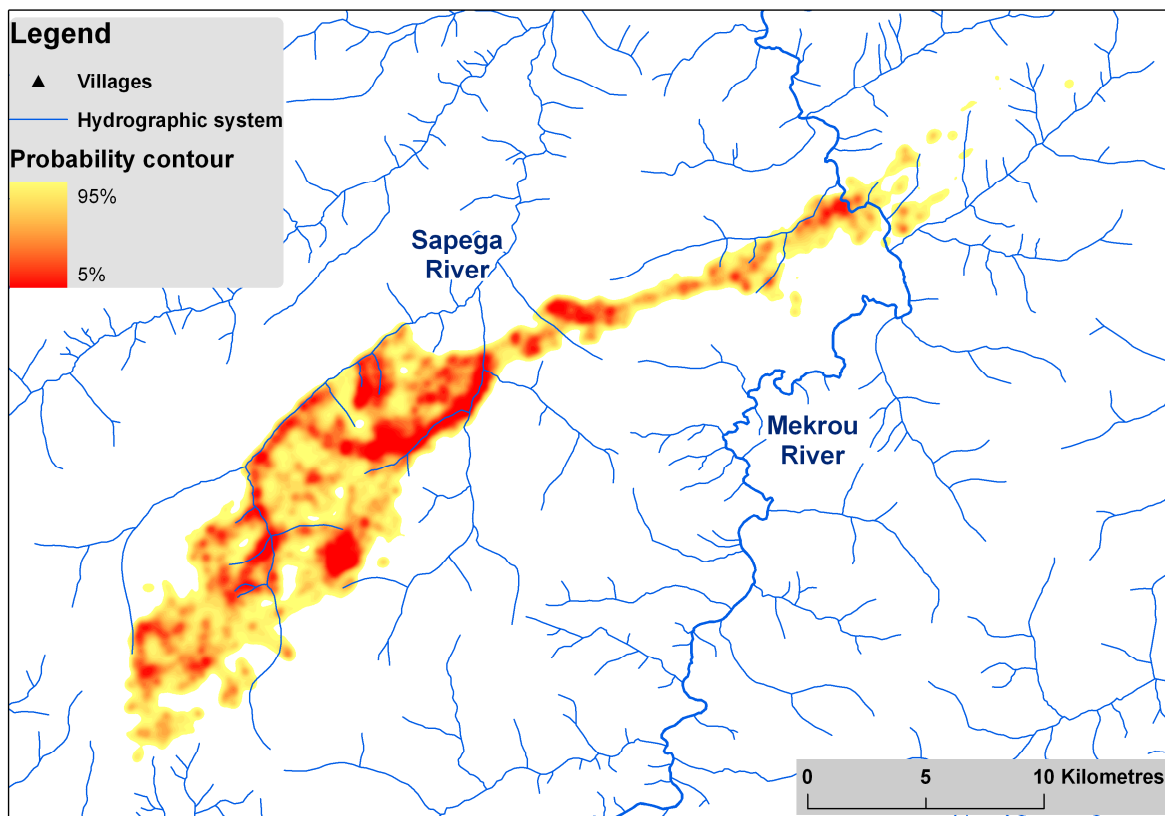 Legend
Villages
Hydrographic system
Probability contour
95%
5%
Sapega
River
Mekrou
River
0 5 10 Kilometres